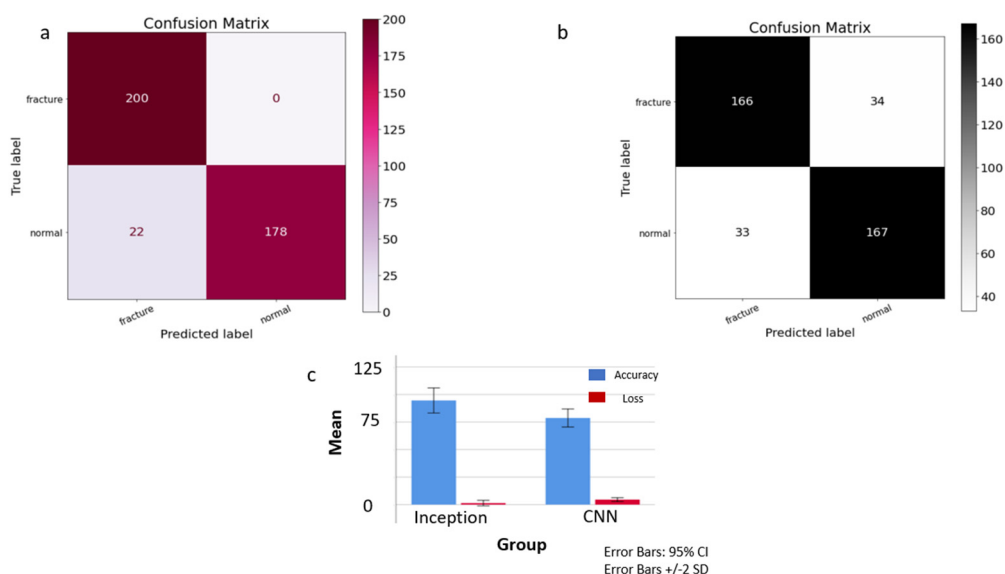 a
Confusion Matrix
200
175
150
125
100
75
50
25
0
True label
fracture
normal
200 0
22 178
fracture normal
Predicted label
b
Confusion Matrix
160
140
120
100
80
60
40
True label
fracture
normal
166 34
33 167
fracture normal
Predicted label
c
125
75
0
Mean
Accuracy
Loss
Inception CNN
Group
Error Bars: 95% CI
Error Bars +/-2 SD